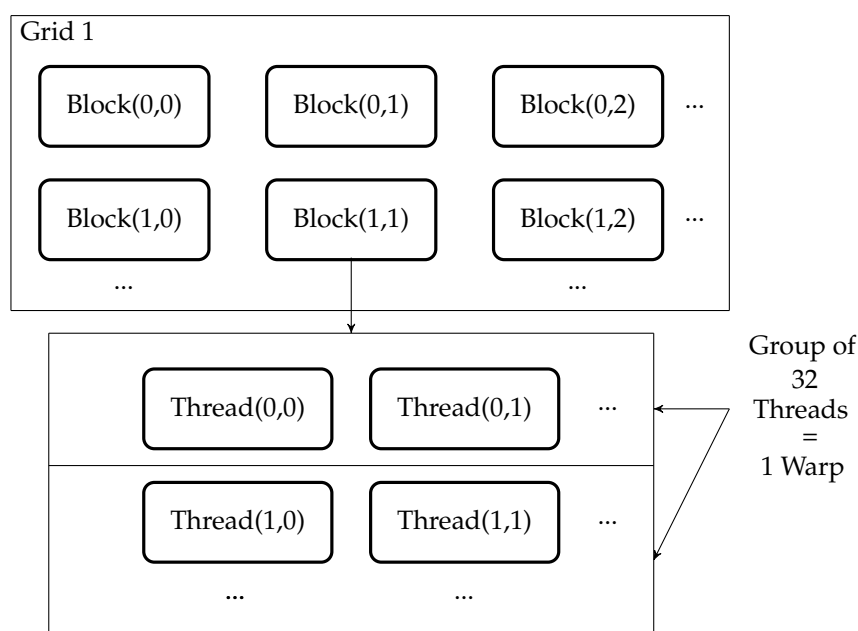 Grid 1
Block(0,0) Block(0,1) Block(0,2) ...
Block(1,0) Block(1,1) Block(1,2) ...
... ...
Thread(0,0) Thread(0,1) ...
Thread(1,0) Thread(1,1) ...
... ...
Group of
32
Threads
=
1 Warp